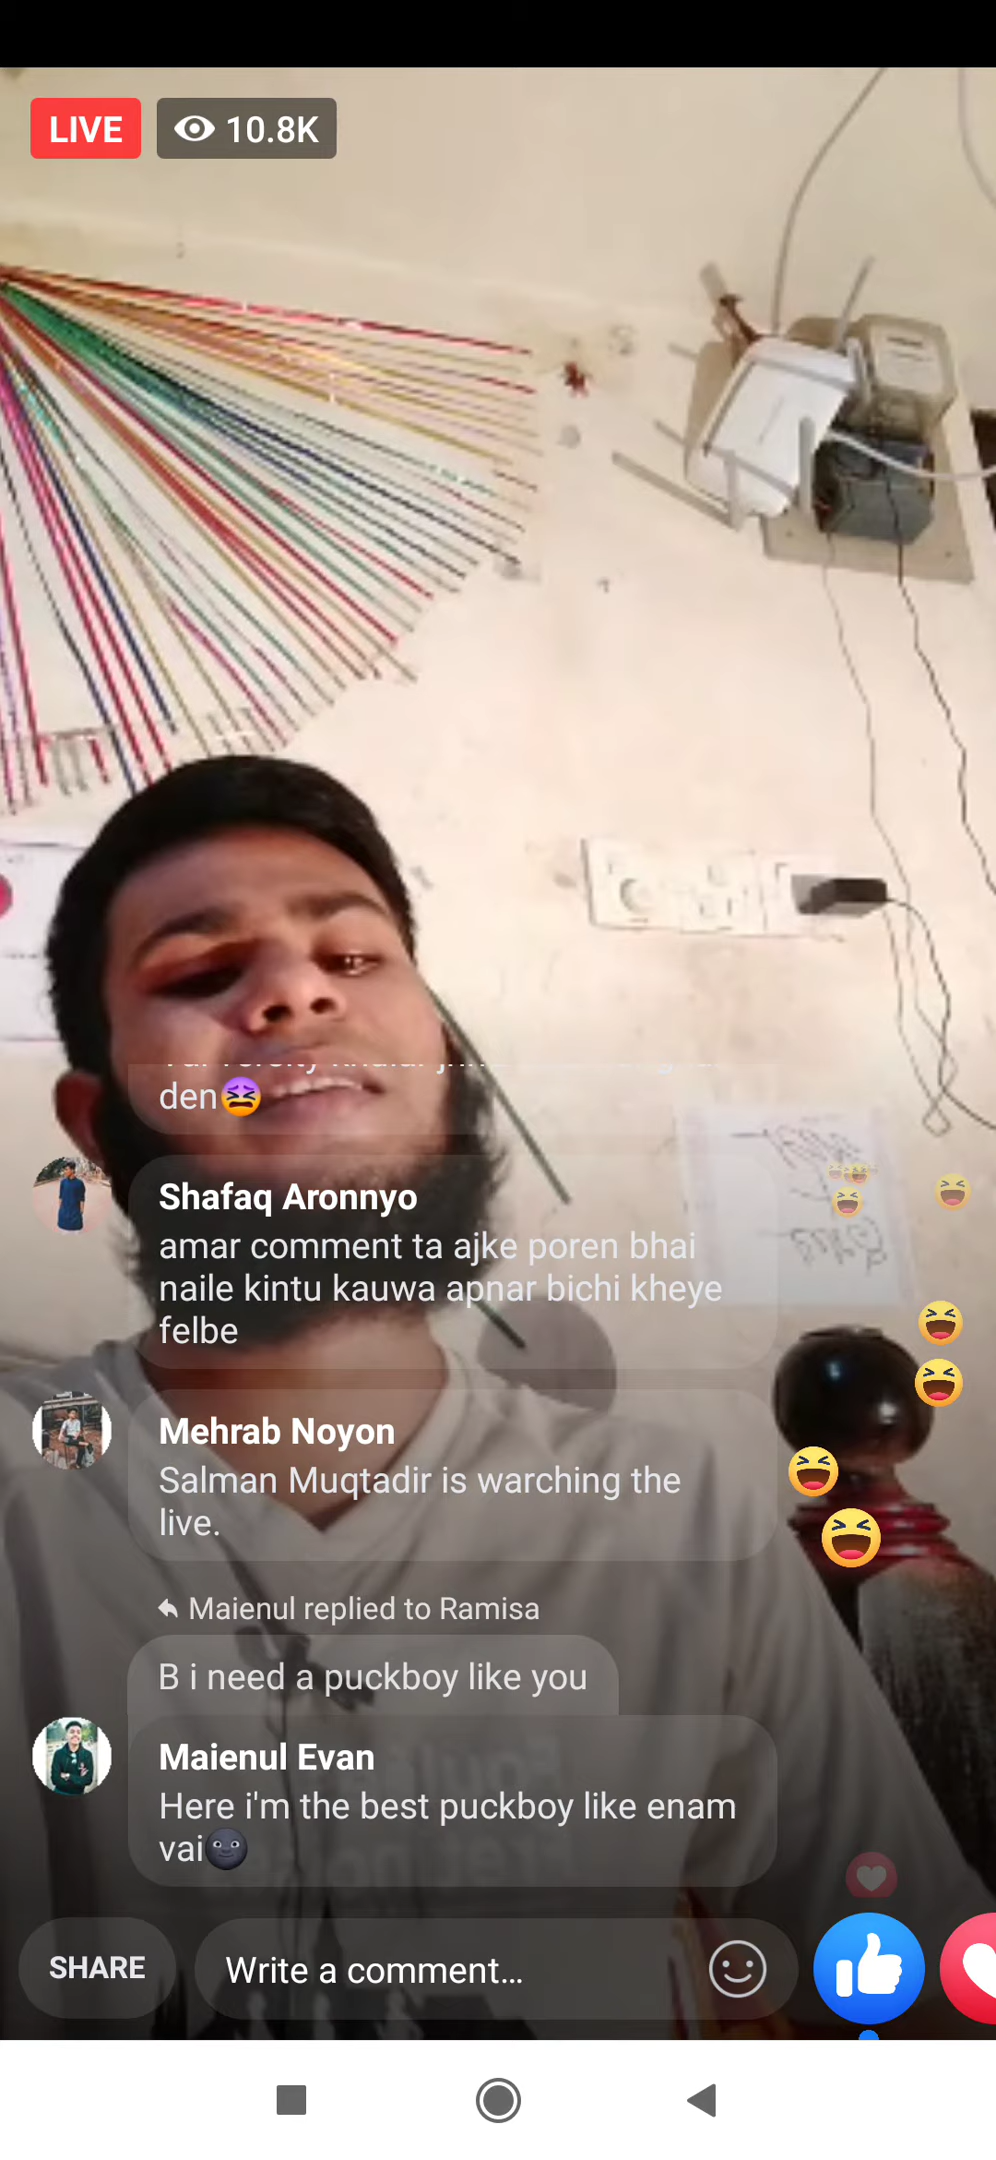 LIVE 10.8K
den😫
Shafaq Aronnyo
amar comment ta ajke poren bhai
naile kintu kauwa apnar bichi kheye
felbe
Mehrab Noyon
Salman Muqtadir is warching the
live.
Maienul replied to Ramisa
B i need a puckboy like you
Maienul Evan
Here i'm the best puckboy like enam
vai🌚
SHARE
Write a comment...